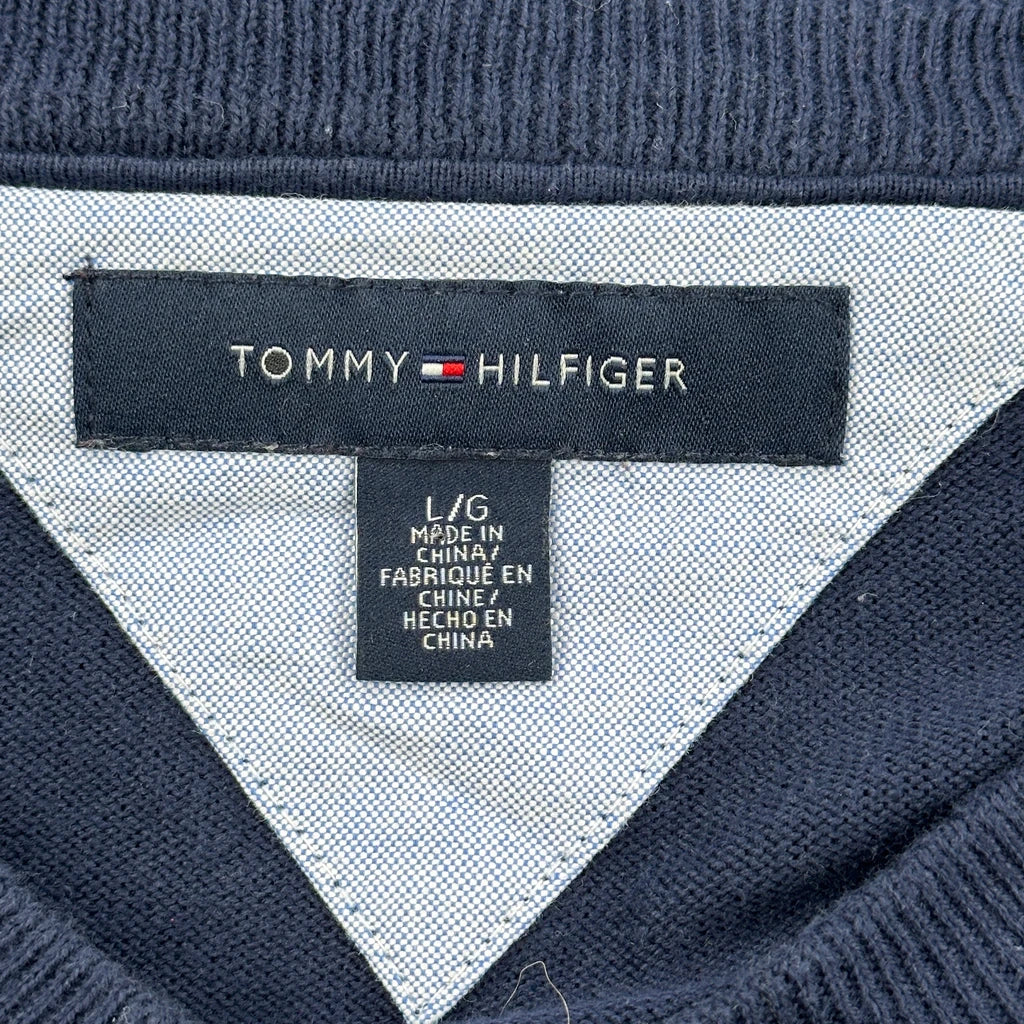 TOMMY HILFIGER
L/G
MADE IN
CHINA/
FABRIQUÉ EN
CHINE/
HECHO EN
CHINA